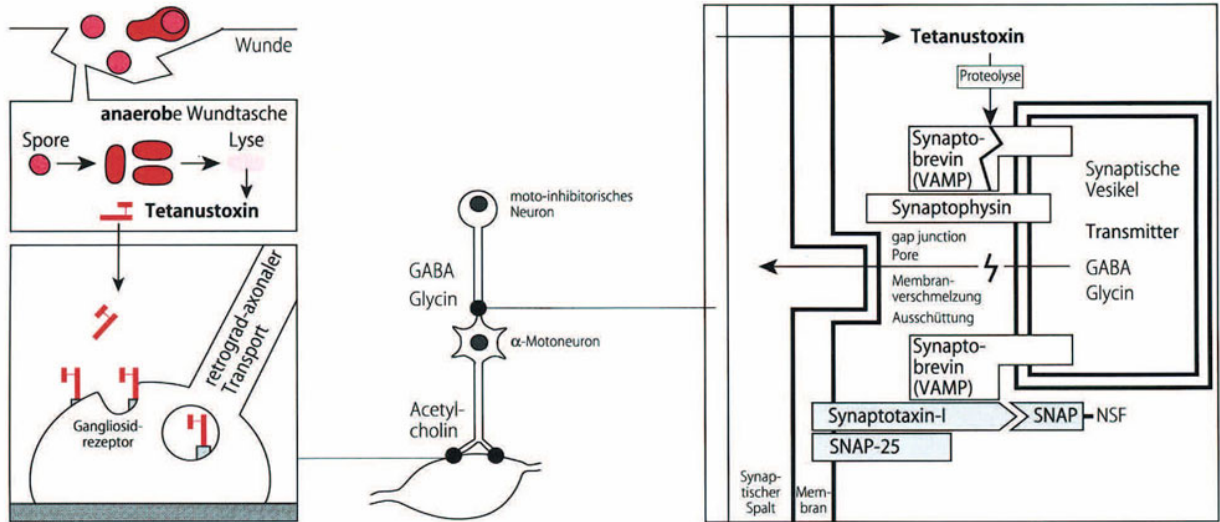 Wunde
anaerobe Wundtasche
Spore
Lyse
Tetanustoxin
retrograd-axonaler
Transport
Gangliosid-
rezeptor
moto-inhibitorisches
Neuron
GABA
Glycin
α-Motoneuron
Acetyl-
cholin
Tetanustoxin
Proteolyse
Synapto-
brevin
(VAMP)
Synaptische
Vesikel
Synaptophysin
Transmitter
gap junction
Pore
GABA
Glycin
Membran-
verschmelzung
Ausschüttung
Synapto-
brevin
(VAMP)
Synaptotaxin-I
SNAP
NSF
SNAP-25
Synap-
tischer
Spalt
Mem-
bran